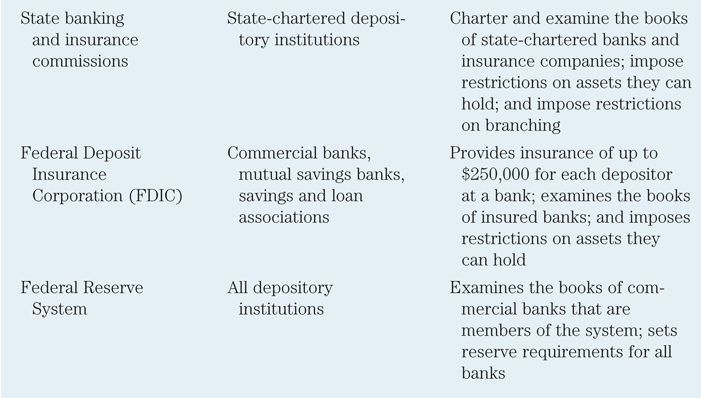 State banking
and insurance
commissions
State-chartered deposi-
tory institutions
Charter and examine the books
of state-chartered banks and
insurance companies; impose
restrictions on assets they can
hold; and impose restrictions
on branching
Federal Deposit
Insurance
Corporation (FDIC)
Commercial banks,
mutual savings banks,
savings and loan
associations
Provides insurance of up to
$250,000 for each depositor
at a bank; examines the books
of insured banks; and imposes
restrictions on assets they
can hold
Federal Reserve
System
All depository
institutions
Examines the books of com-
mercial banks that are
members of the system; sets
reserve requirements for all
banks